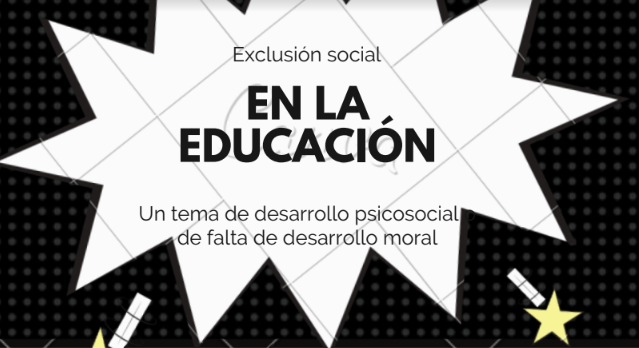 Exclusión social
EN LA
EDUCACIÓN
Un tema de desarrollo psicosocial
de falta de desarrollo moral